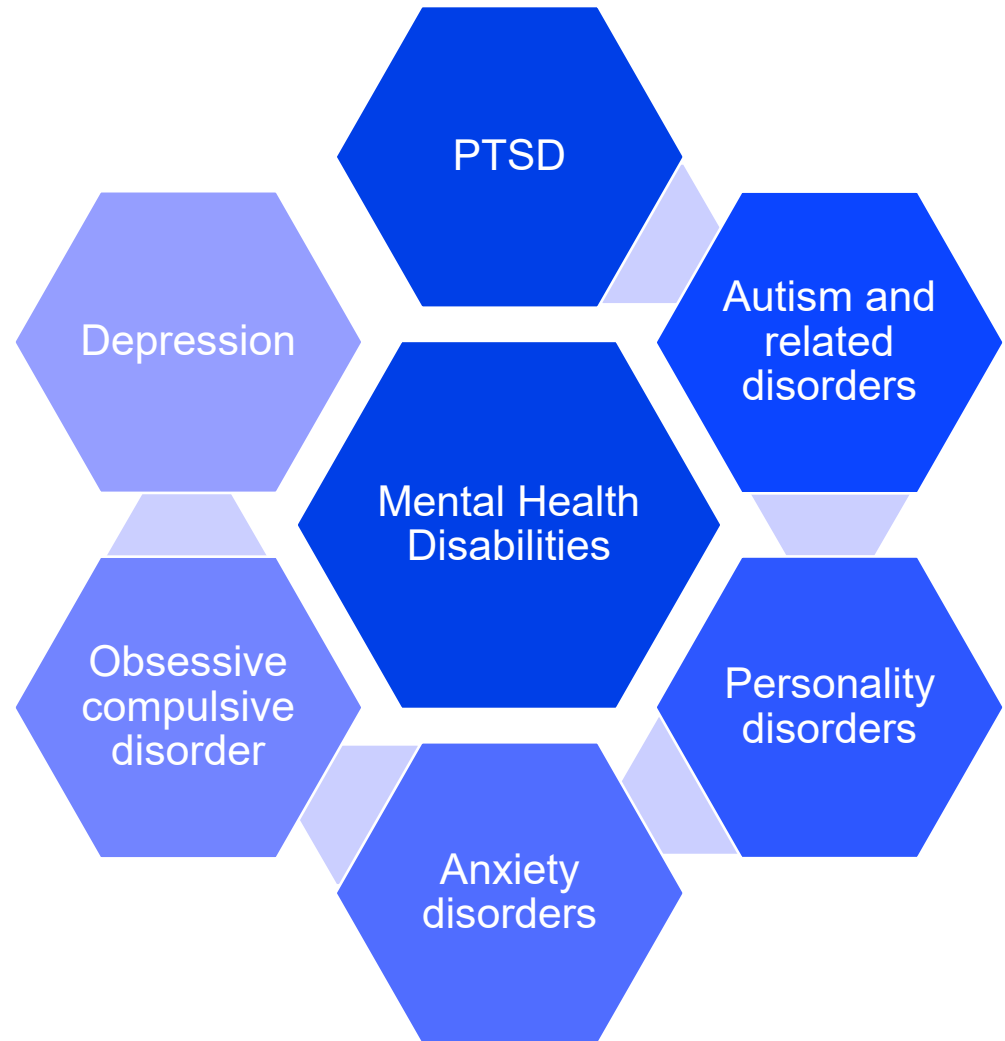 PTSD
Autism and
related
disorders
Depression
Mental Health
Disabilities
Obsessive
compulsive
disorder
Personality
disorders
Anxiety
disorders